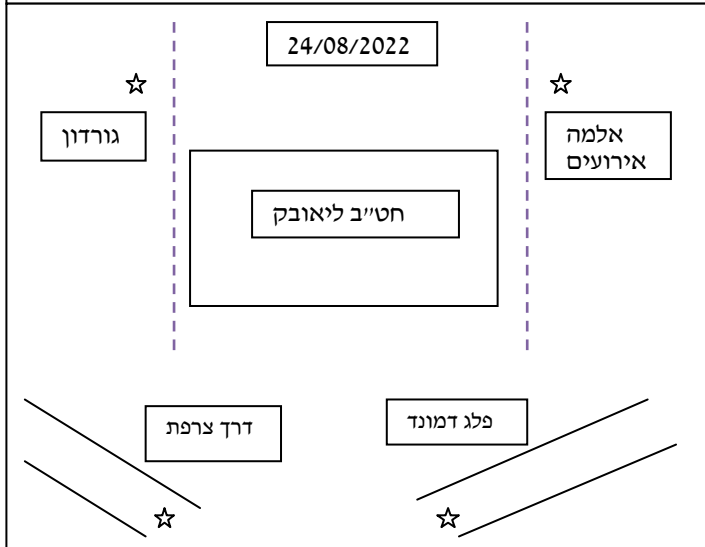 24/08/2022
אלמה
אירועים
גורדון
חט״ב ליאובק
פלג דמונד
דרך צרפת